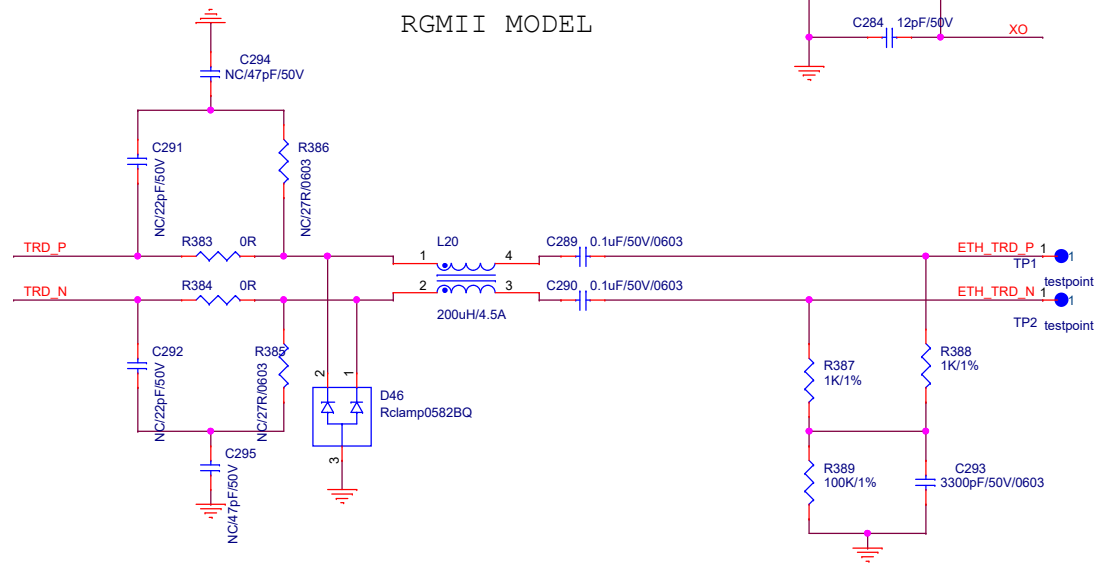 RGMII MODEL
C284 12pF/50V
XO
C294
NC/47pF/50V
C291
NC/22pF/50V
R386
NC/27R/0603
TRD_P
R383 0R
L20
1 4
C289 0.1uF/50V/0603
ETH_TRD_P 1 1
TP1
testpoint
TRD_N
R384 0R
2 3
C290 0.1uF/50V/0603
ETH_TRD_N 1 1
200uH/4.5A
TP2 testpoint
C292
NC/22pF/50V
R385
NC/27R/0603
2 1
D46
Rclamp0582BQ
3
R387
1K/1%
R388
1K/1%
C295
NC/47pF/50V
R389
100K/1%
C293
3300pF/50V/0603